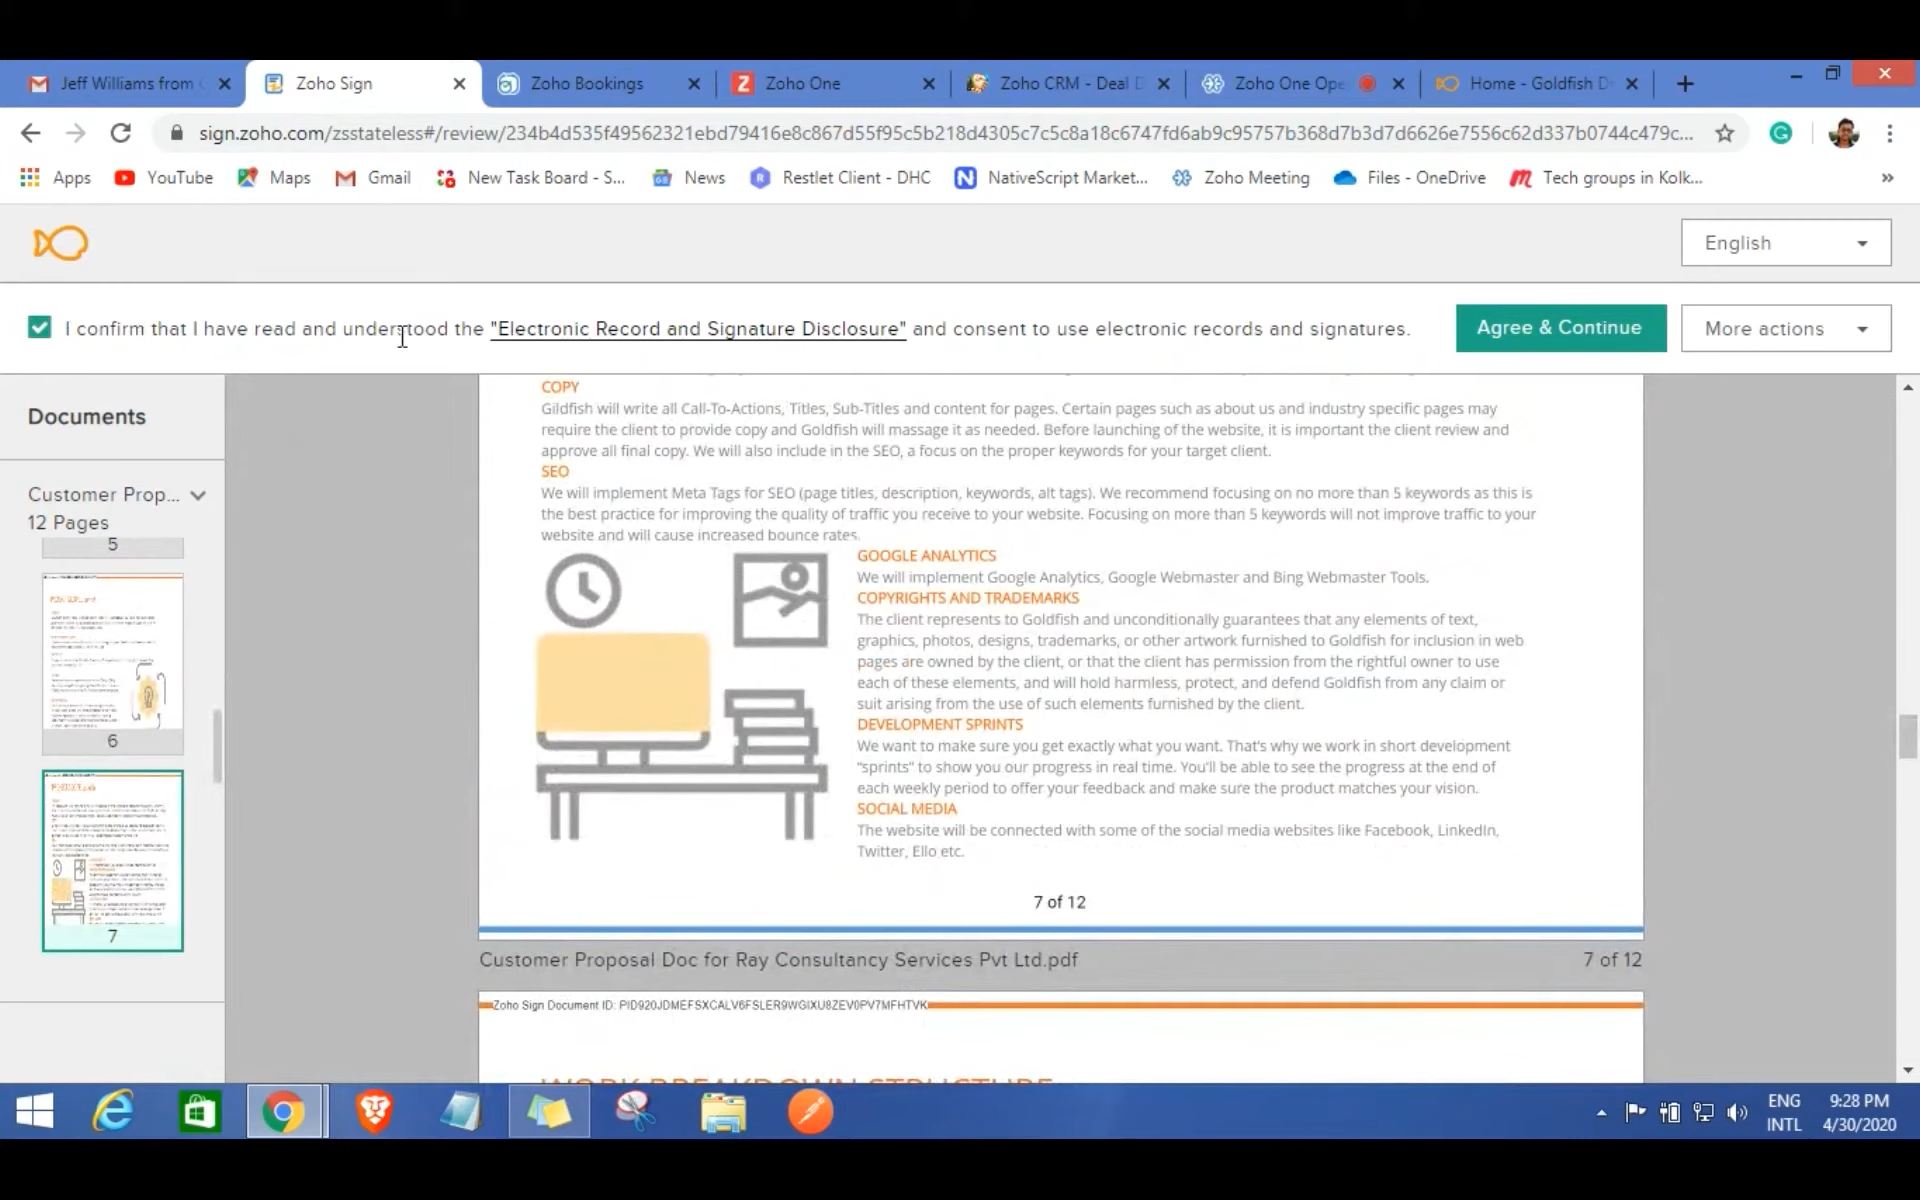 Jeff Williams from
Zoho Sign
Zoho Bookings
Zoho One
Zoho CRM - Deal D
Zoho One Ope
Home - Goldfish D
sign.zoho.com/zsstateless#/review/234b4d535f49562321ebd79416e8c867d55f95c5b218d4305c7c5c8a18c6747fd6ab9c95757b368d7b3d7d6626e7556c62d337b0744c479c...
Apps
YouTube
Maps
Gmail
New Task Board - S...
News
Restlet Client - DHC
NativeScript Market...
Zoho Meeting
Files - OneDrive
Tech groups in Kolk...
English
I confirm that I have read and understood the "Electronic Record and Signature Disclosure" and consent to use electronic records and signatures.
Agree & Continue
More actions
Documents
Customer Prop...
12 Pages
5
6
7
COPY
Gildfish will write all Call-To-Actions, Titles, Sub-Titles and content for pages. Certain pages such as about us and industry specific pages may
require the client to provide copy and Goldfish will massage it as needed. Before launching of the website, it is important the client review and
approve all final copy. We will also include in the SEO, a focus on the proper keywords for your target client.
SEO
We will implement Meta Tags for SEO (page titles, description, keywords, alt tags). We recommend focusing on no more than 5 keywords as this is
the best practice for improving the quality of traffic you receive to your website. Focusing on more than 5 keywords will not improve traffic to your
website and will cause increased bounce rates.
GOOGLE ANALYTICS
We will implement Google Analytics, Google Webmaster and Bing Webmaster Tools.
COPYRIGHTS AND TRADEMARKS
The client represents to Goldfish and unconditionally guarantees that any elements of text,
graphics, photos, designs, trademarks, or other artwork furnished to Goldfish for inclusion in web
pages are owned by the client, or that the client has permission from the rightful owner to use
each of these elements, and will hold harmless, protect, and defend Goldfish from any claim or
suit arising from the use of such elements furnished by the client.
DEVELOPMENT SPRINTS
We want to make sure you get exactly what you want. That's why we work in short development
"sprints" to show you our progress in real time. You'll be able to see the progress at the end of
each weekly period to offer your feedback and make sure the product matches your vision.
SOCIAL MEDIA
The website will be connected with some of the social media websites like Facebook, LinkedIn,
Twitter, Ello etc.
7 of 12
Customer Proposal Doc for Ray Consultancy Services Pvt Ltd.pdf
7 of 12
Zoho Sign Document ID: PID920JDMEFSXCALV6FSLER9WGIXU8ZEV0PV7MFHTVK
WORK BREAKDOWN STRUCTURE
ENG
INTL
9:28 PM
4/30/2020